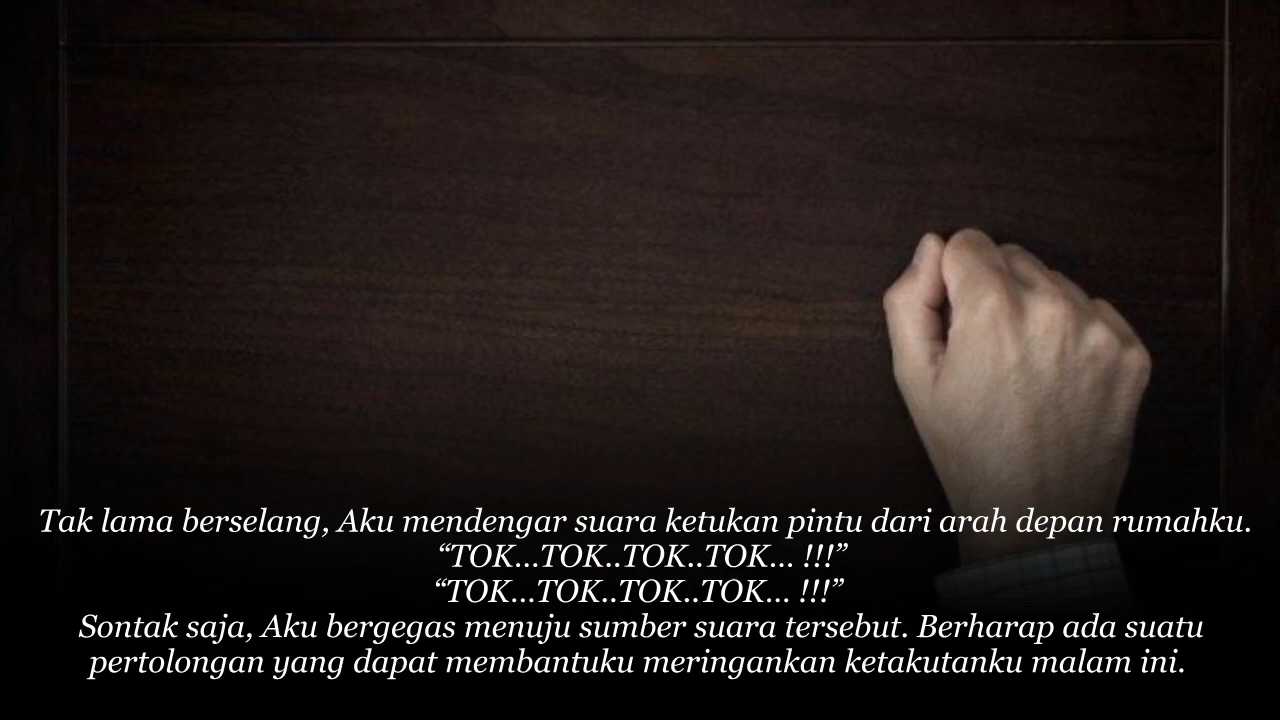 Tak lama berselang, Aku mendengar suara ketukan pintu dari arah depan rumahku.
“TOK...TOK..TOK..TOK... !!!”
“TOK...TOK..TOK..TOK... !!!”
Sontak saja, Aku bergegas menuju sumber suara tersebut. Berharap ada suatu
pertolongan yang dapat membantuku meringankan ketakutanku malam ini.